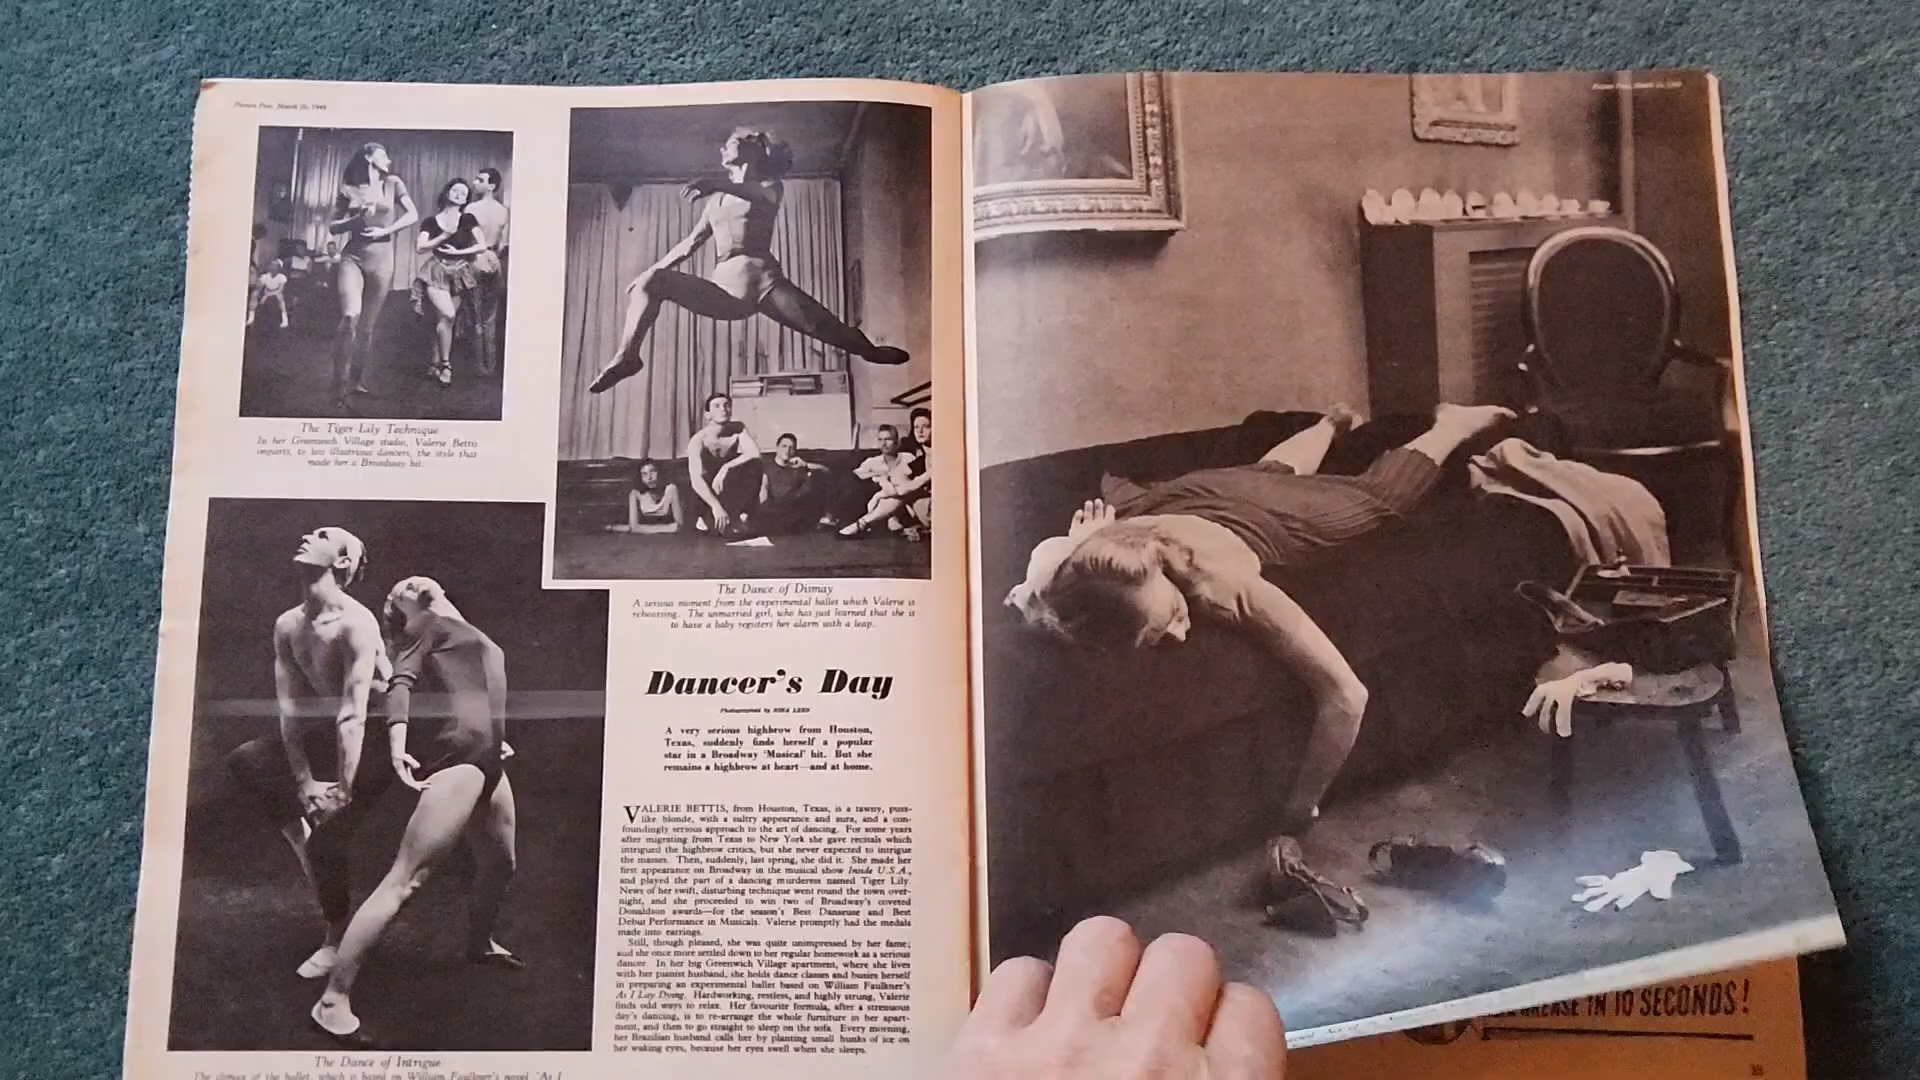 Picture Post, March 26, 1949
The Tiger Lily Technique
In her Greenwich Village studio, Valerie Bettis
imparts, to less illustrious dancers, the style that
made her a Broadway hit.
The Dance of Dismay
A serious moment from the experimental ballet which Valerie is
rehearsing. The unmarried girl, who has just learned that she is
to have a baby registers her alarm with a leap.
Dancer's Day
Photographed by NINA LEEN
A very serious highbrow from Houston,
Texas, suddenly finds herself a popular
star in a Broadway 'Musical' hit. But she
remains a highbrow at heart—and at home.
VALERIE BETTIS, from Houston, Texas, is a tawny, puss-
like blonde, with a sultry appearance and aura, and a con-
foundingly serious approach to the art of dancing. For some years
after migrating from Texas to New York she gave recitals which
intrigued the highbrow critics, but she never expected to intrigue
the masses. Then, suddenly, last spring, she did it. She made her
first appearance on Broadway in the musical show Inside U.S.A.,
and played the part of a dancing murderess named Tiger Lily.
News of her swift, disturbing technique went round the town over-
night, and she proceeded to win two of Broadway's coveted
Donaldson awards—for the season's Best Danseuse and Best
Debut Performance in Musicals. Valerie promptly had the medals
made into earrings.
Still, though pleased, she was quite unimpressed by her fame;
and she once more settled down to her regular homework as a serious
dancer. In her big Greenwich Village apartment, where she lives
with her pianist husband, she holds dance classes and busies herself
in preparing an experimental ballet based on William Faulkner's
As I Lay Dying. Hardworking, restless, and highly strung, Valerie
finds odd ways to relax. Her favourite formula, after a strenuous
day's dancing, is to re-arrange the whole furniture in her apart-
ment, and then to go straight to sleep on the sofa. Every morning,
her Brazilian husband calls her by planting small hunks of ice on
her waking eyes, because her eyes swell when she sleeps.
The Dance of Intrigue
The climax of the ballet, which is based on William Faulkner's novel, 'As I
IN 10 SECONDS!